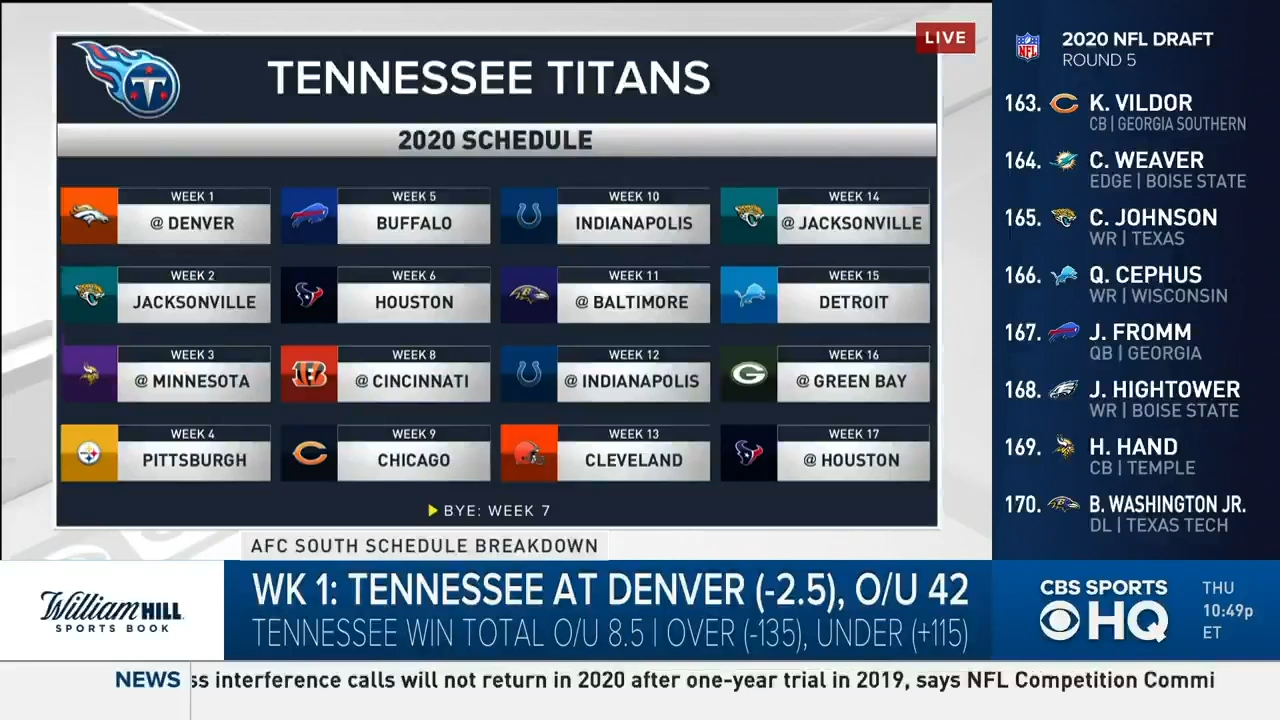 LIVE
TENNESSEE TITANS
2020 SCHEDULE
WEEK 1
@ DENVER
WEEK 2
JACKSONVILLE
WEEK 3
@ MINNESOTA
WEEK 4
PITTSBURGH
WEEK 5
BUFFALO
WEEK 6
HOUSTON
WEEK 8
@ CINCINNATI
WEEK 9
CHICAGO
WEEK 10
INDIANAPOLIS
WEEK 11
@ BALTIMORE
WEEK 12
@ INDIANAPOLIS
WEEK 13
CLEVELAND
WEEK 14
@ JACKSONVILLE
WEEK 15
DETROIT
WEEK 16
@ GREEN BAY
WEEK 17
@ HOUSTON
BYE: WEEK 7
AFC SOUTH SCHEDULE BREAKDOWN
NFL
2020 NFL DRAFT
ROUND 5
163. K. VILDOR
CB | GEORGIA SOUTHERN
164. C. WEAVER
EDGE | BOISE STATE
165. C. JOHNSON
WR | TEXAS
166. Q. CEPHUS
WR | WISCONSIN
167. J. FROMM
QB | GEORGIA
168. J. HIGHTOWER
WR | BOISE STATE
169. H. HAND
CB | TEMPLE
170. B. WASHINGTON JR.
DL | TEXAS TECH
William HILL
SPORTS BOOK
WK 1: TENNESSEE AT DENVER (-2.5), O/U 42
TENNESSEE WIN TOTAL O/U 8.5 | OVER (-135), UNDER (+115)
CBS SPORTS
HQ
THU
10:49p
ET
NEWS
ss interference calls will not return in 2020 after one-year trial in 2019, says NFL Competition Commi